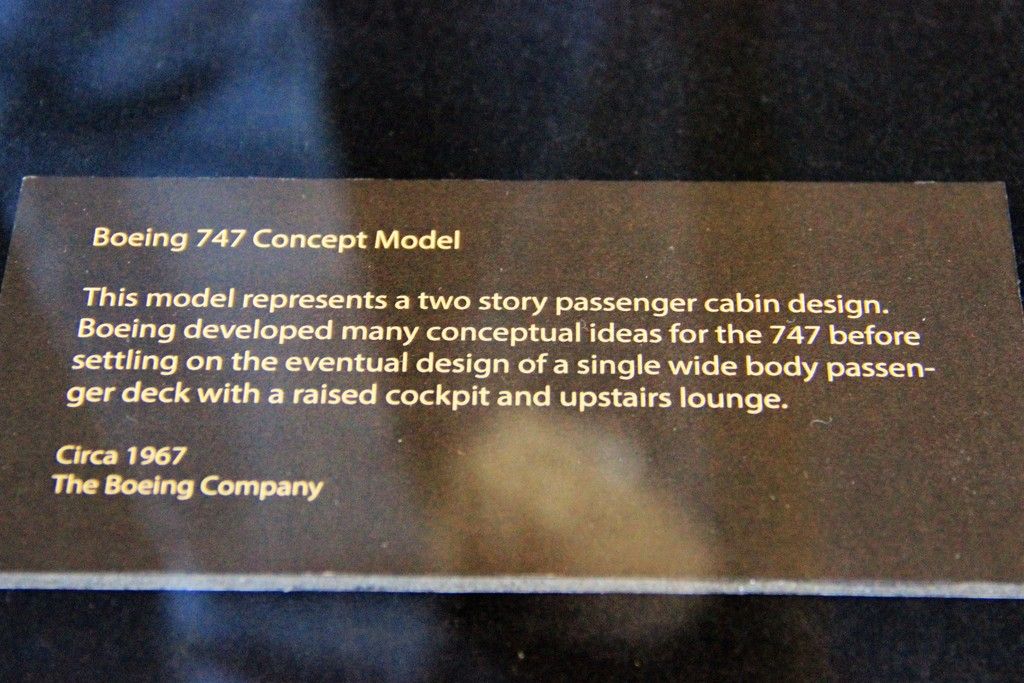 Boeing 747 Concept Model
This model represents a two story passenger cabin design.
Boeing developed many conceptual ideas for the 747 before
settling on the eventual design of a single wide body passen-
ger deck with a raised cockpit and upstairs lounge.
Circa 1967
The Boeing Company